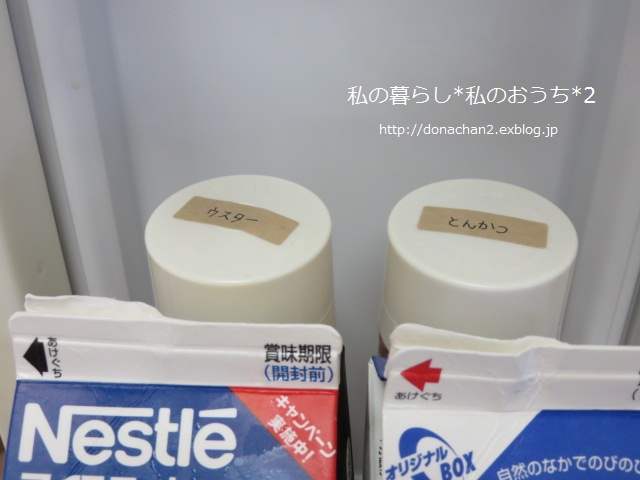 私の暮らし*私のおうち*2
http://donachan2.exblog.jp
ウスター
とんかつ
あけぐち
賞味期限
(開封前)
Nestlé
キャンペーン
実施中!
あけぐち
オリジナル
BOX
自然のなかでのびのび